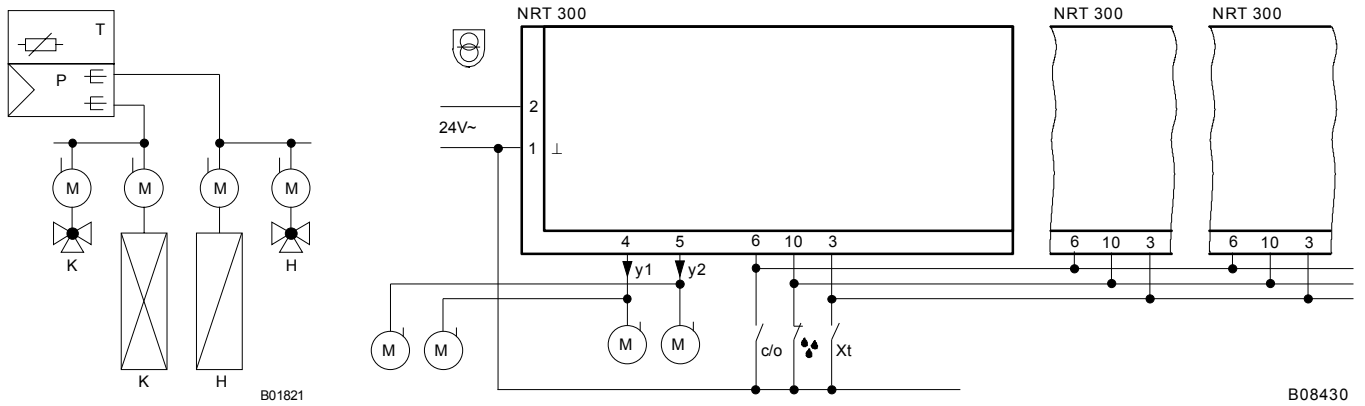 T
P
M M M M
K H
K H
B01821
NRT 300 NRT 300 NRT 300
2
24V~
1 ⊥
4 5 6 10 3 6 10 3 6 10 3
y1 y2
M M M M c/o Xt
B08430